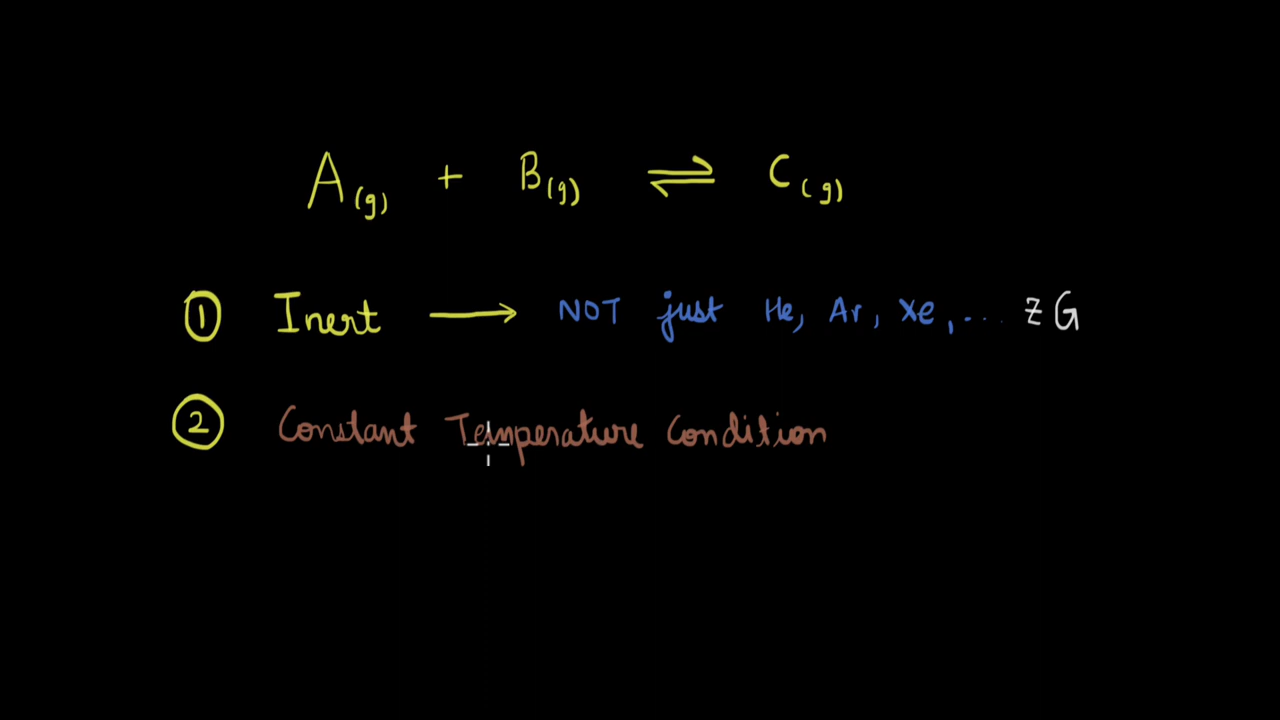 A(g) + B(g) ⇌ C(g)
① Inert ⟶ NOT just He, Ar, Xe, ... ZG
② Constant Temperature Condition